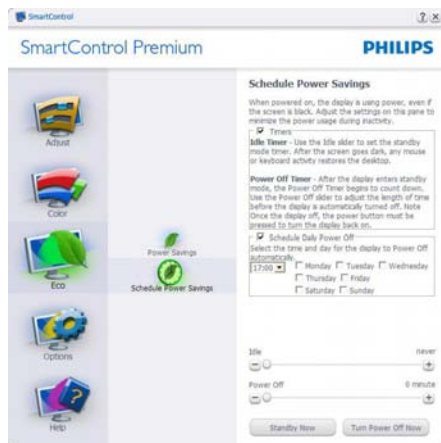 SmartControl
SmartControl Premium
PHILIPS
Adjust
Color
Eco
Options
Help
Power Savings
Schedule Power Savings
Schedule Power Savings
When powered on, the display is using power, even if
the screen is black. Adjust the settings on this pane to
minimize the power usage during inactivity.
Timers
Idle Timer - Use the Idle slider to set the standby
mode timer. After the screen goes dark, any mouse
or keyboard activity restores the desktop.
Power Off Timer - After the display enters standby
mode, the Power Off Timer begins to count down.
Use the Power Off slider to adjust the length of time
before the display is automatically turned off. Note
Once the display off, the power button must be
pressed to turn the display back on.
Schedule Daily Power Off
Select the time and day for the display to Power Off
automatically.
17:00 Monday Tuesday Wednesday
Thursday Friday
Saturday Sunday
Idle never
Power Off 0 minute
Standby Now Turn Power Off Now